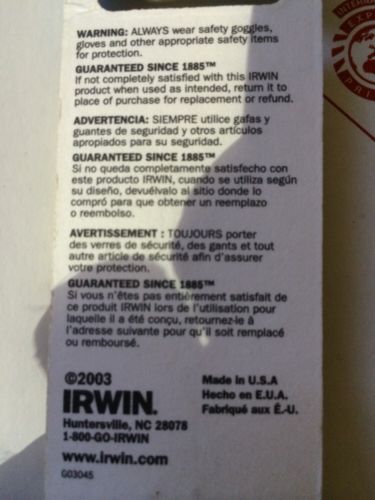 WARNING: ALWAYS wear safety goggles,
gloves and other appropriate safety items
for protection.
GUARANTEED SINCE 1885™
If not completely satisfied with this IRWIN
product when used as intended, return it to
place of purchase for replacement or refund.
ADVERTENCIA: SIEMPRE utilice gafas y
guantes de seguridad y otros artículos
apropiados para su seguridad.
GUARANTEED SINCE 1885™
Si no queda completamente satisfecho con
este producto IRWIN, cuando se utiliza según
su diseño, devuélvalo al sitio donde lo
compró para que obtener un reemplazo
o reembolso.
AVERTISSEMENT : TOUJOURS porter
des verres de sécurité, des gants et tout
autre article de sécurité afin d'assurer
votre protection.
GUARANTEED SINCE 1885™
Si vous n'êtes pas entièrement satisfait de
ce produit IRWIN lors de l'utilisation pour
laquelle il a été conçu, retournez-le à
l'adresse suivante pour qu'il soit remplacé
ou remboursé.
©2003
IRWIN.
Huntersville, NC 28078
1-800-GO-IRWIN
www.irwin.com
G03045
Made in U.S.A
Hecho en E.U.A.
Fabriqué aux É.-U.